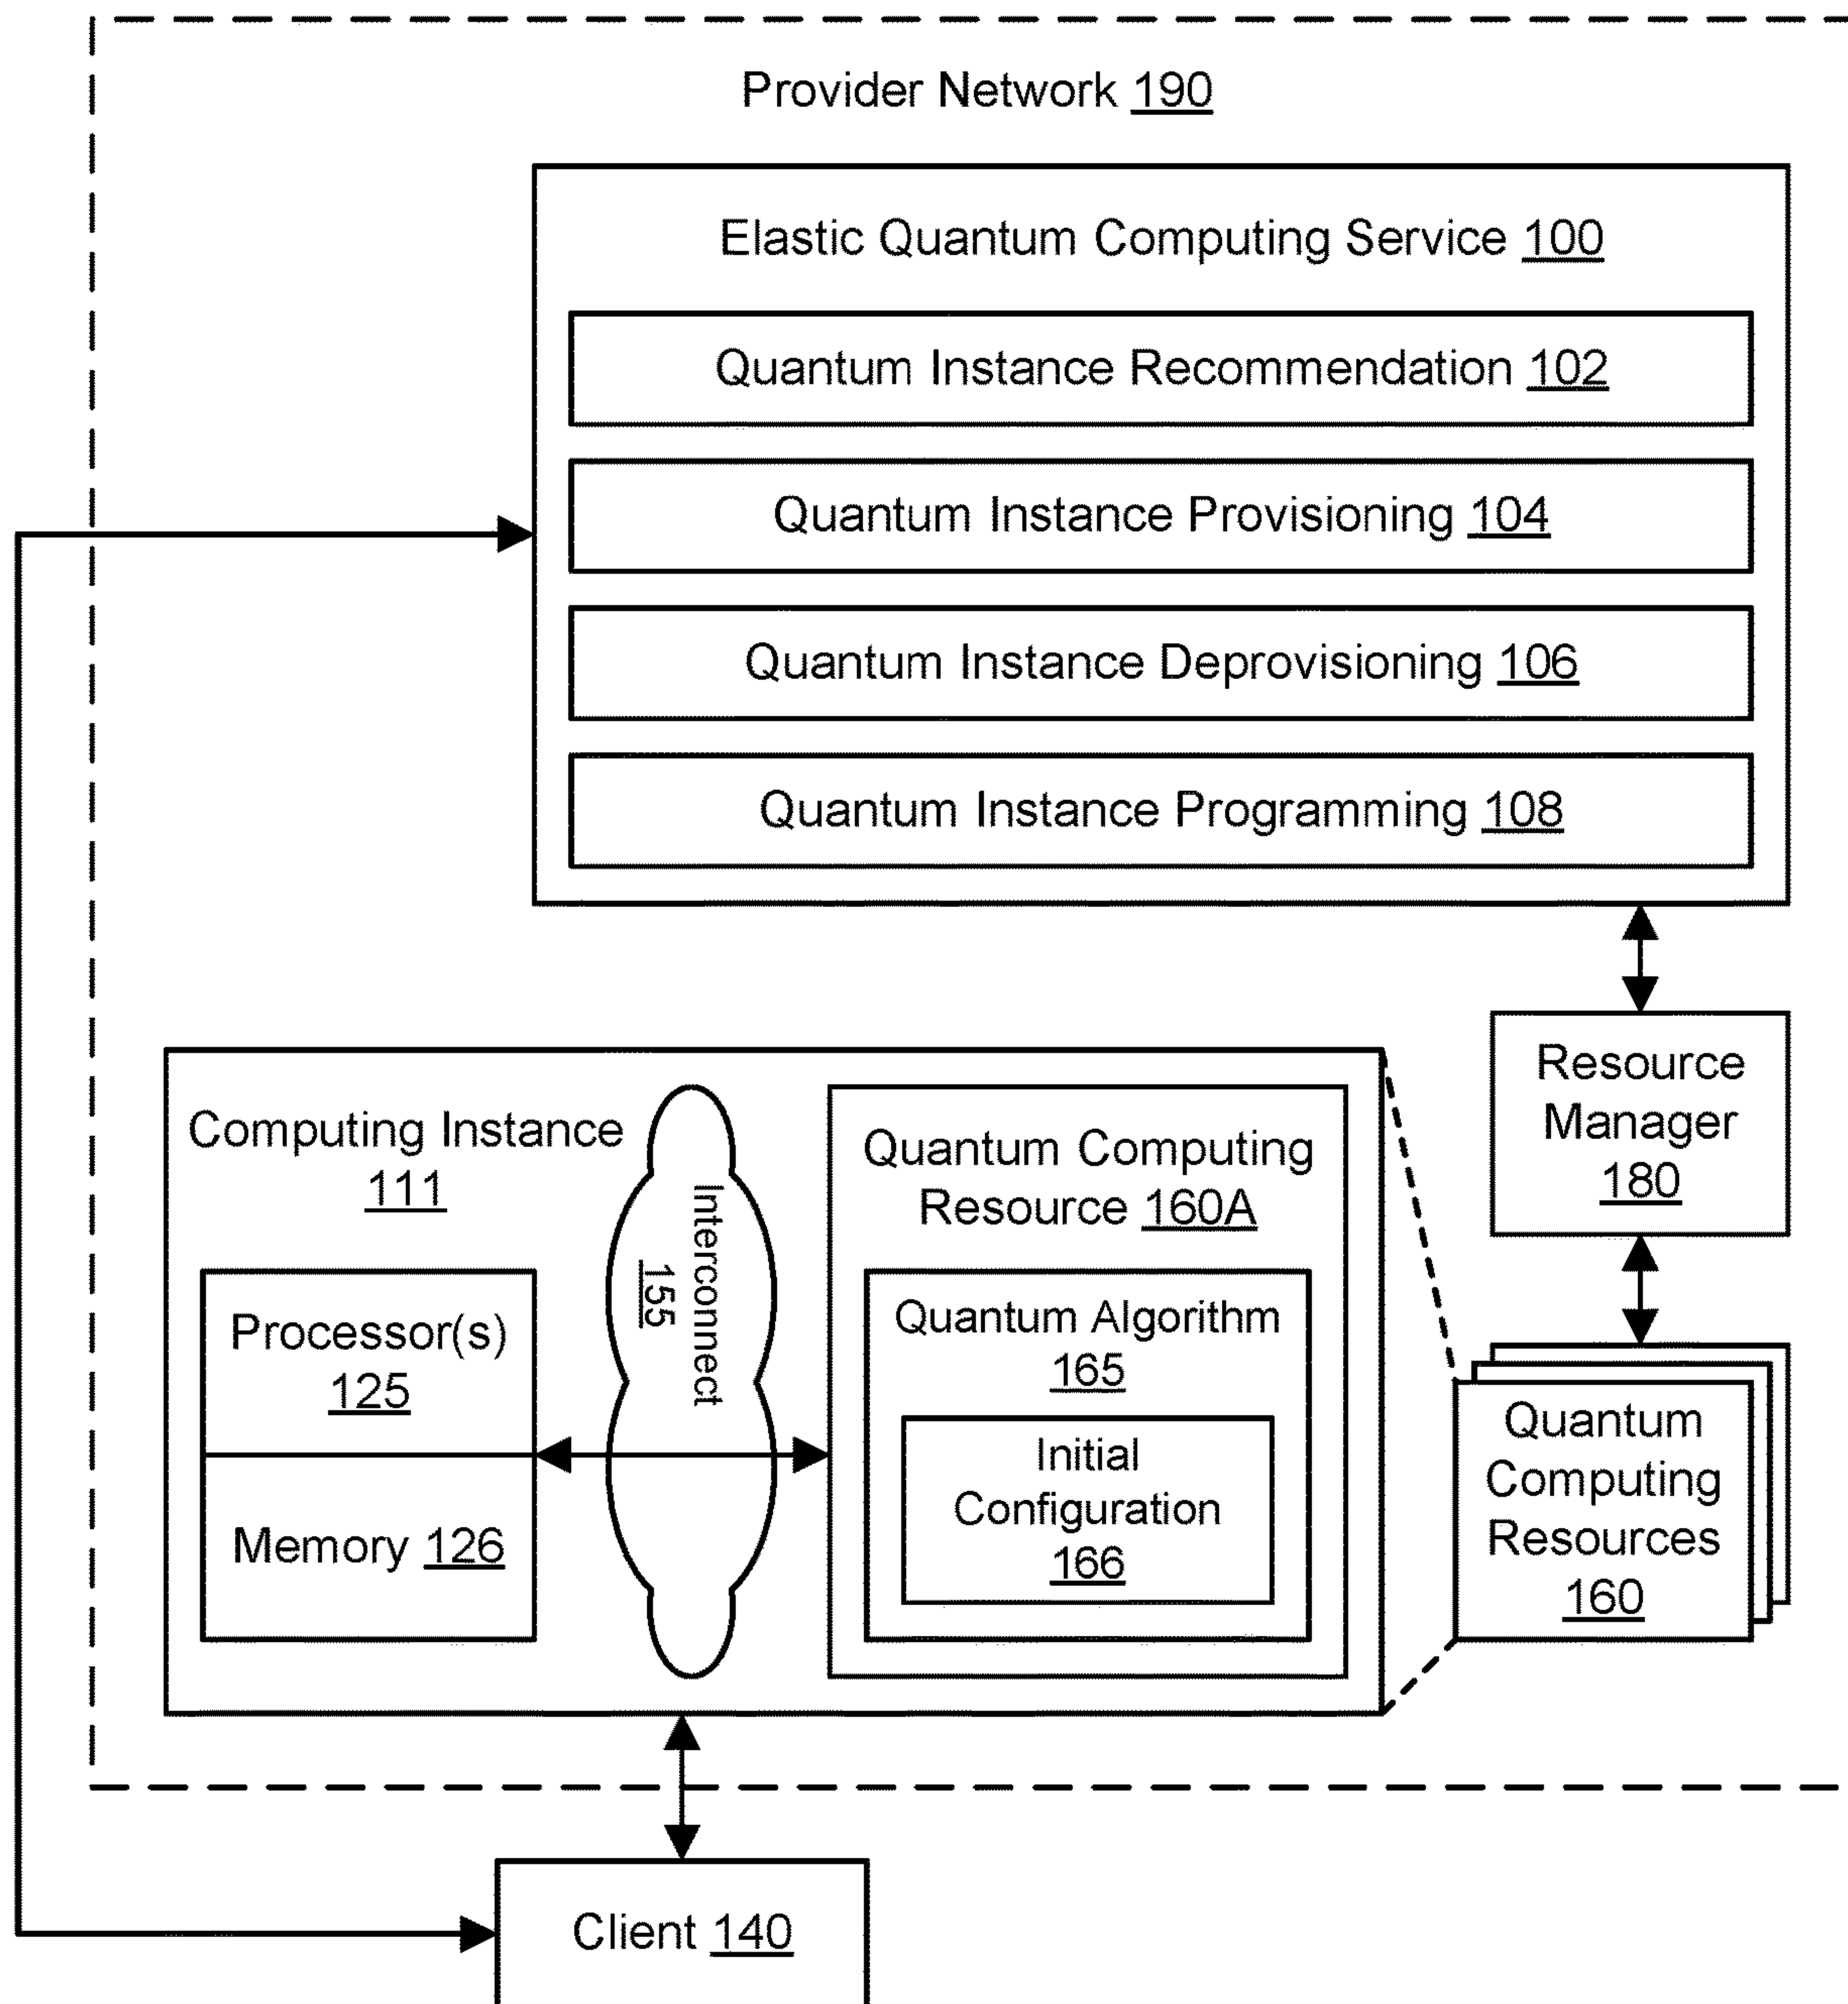 Provider Network 190
Elastic Quantum Computing Service 100
Quantum Instance Recommendation 102
Quantum Instance Provisioning 104
Quantum Instance Deprovisioning 106
Quantum Instance Programming 108
Resource
Manager
180
Computing Instance
111
Processor(s)
125
Memory 126
Interconnect
155
Quantum Computing
Resource 160A
Quantum Algorithm
165
Initial
Configuration
166
Quantum
Computing
Resources
160
Client 140